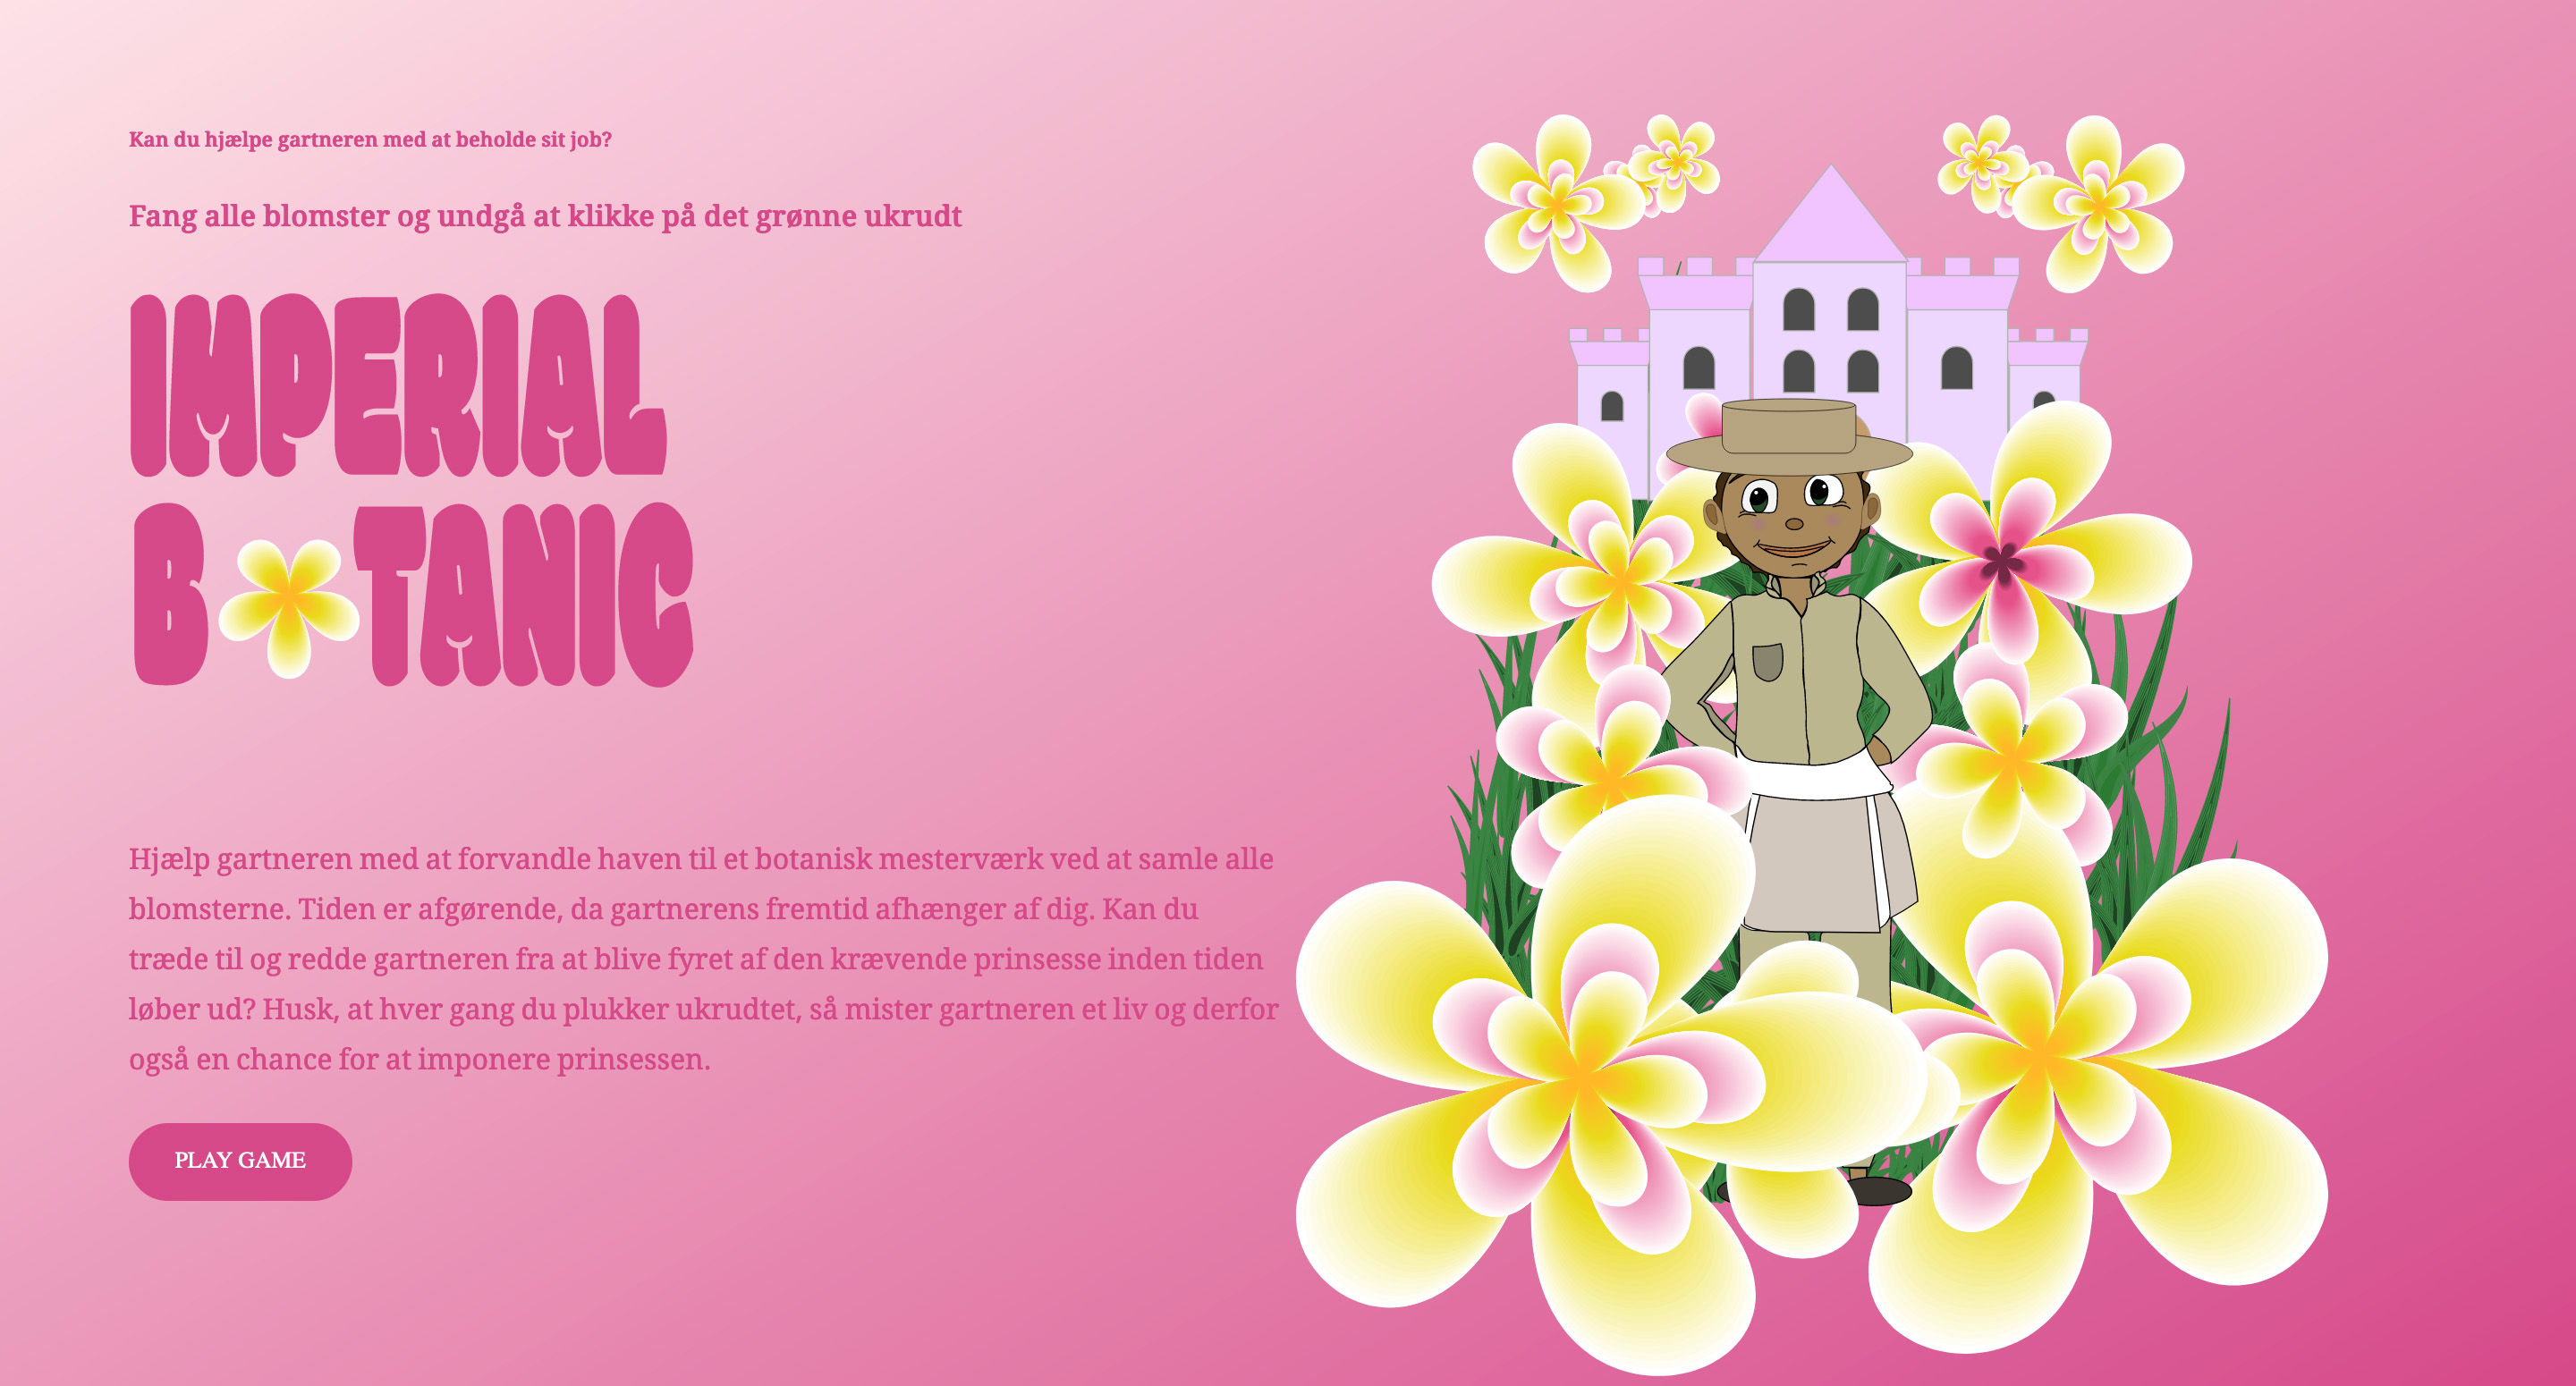 Kan du hjælpe gartneren med at beholde sit job?
Fang alle blomster og undgå at klikke på det grønne ukrudt
IMPERIAL
BOTANIC
Hjælp gartneren med at forvandle haven til et botanisk mesterværk ved at samle alle
blomsterne. Tiden er afgørende, da gartnerens fremtid afhænger af dig. Kan du
træde til og redde gartneren fra at blive fyret af den krævende prinsesse inden tiden
løber ud? Husk, at hver gang du plukker ukrudtet, så mister gartneren et liv og derfor
også en chance for at imponere prinsessen.
PLAY GAME